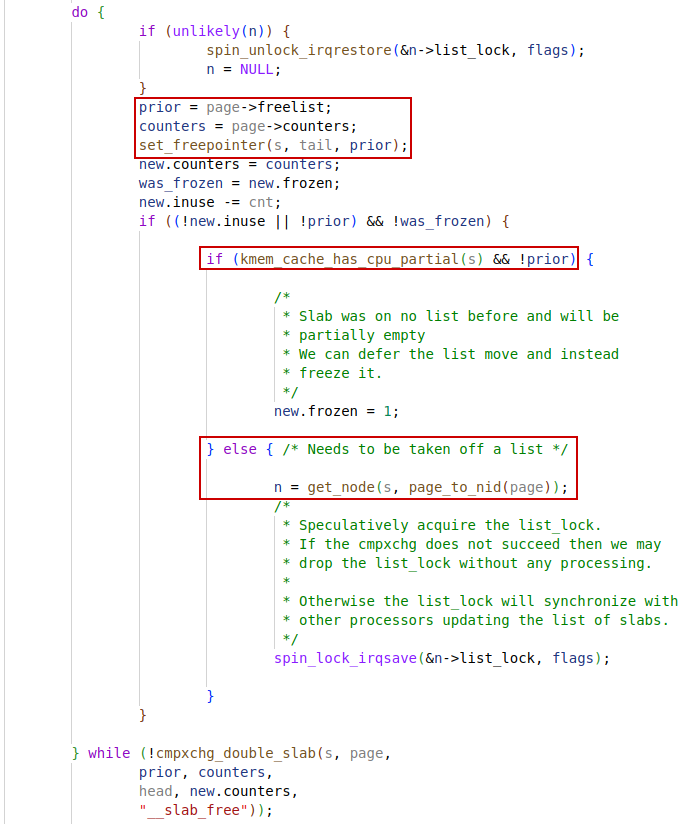 do {
if (unlikely(n)) {
spin_unlock_irqrestore(&n->list_lock, flags);
n = NULL;
}
prior = page->freelist;
counters = page->counters;
set_freepointer(s, tail, prior);
new.counters = counters;
was_frozen = new.frozen;
new.inuse -= cnt;
if ((!new.inuse || !prior) && !was_frozen) {
if (kmem_cache_has_cpu_partial(s) && !prior) {
/*
* Slab was on no list before and will be
* partially empty
* We can defer the list move and instead
* freeze it.
*/
new.frozen = 1;
} else { /* Needs to be taken off a list */
n = get_node(s, page_to_nid(page));
/*
* Speculatively acquire the list_lock.
* If the cmpxchg does not succeed then we may
* drop the list_lock without any processing.
*
* Otherwise the list_lock will synchronize with
* other processors updating the list of slabs.
*/
spin_lock_irqsave(&n->list_lock, flags);
}
}
} while (!cmpxchg_double_slab(s, page,
prior, counters,
head, new.counters,
"__slab_free"));